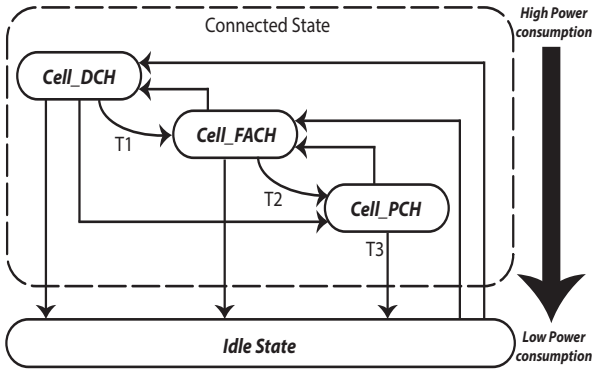 Connected State
High Power
consumption
Cell_DCH
T1
Cell_FACH
T2
Cell_PCH
T3
Idle State
Low Power
consumption